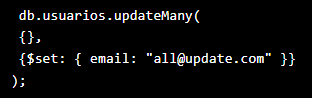 db.usuarios.updateMany(
{},
{$set: { email: "all@update.com" }}
);